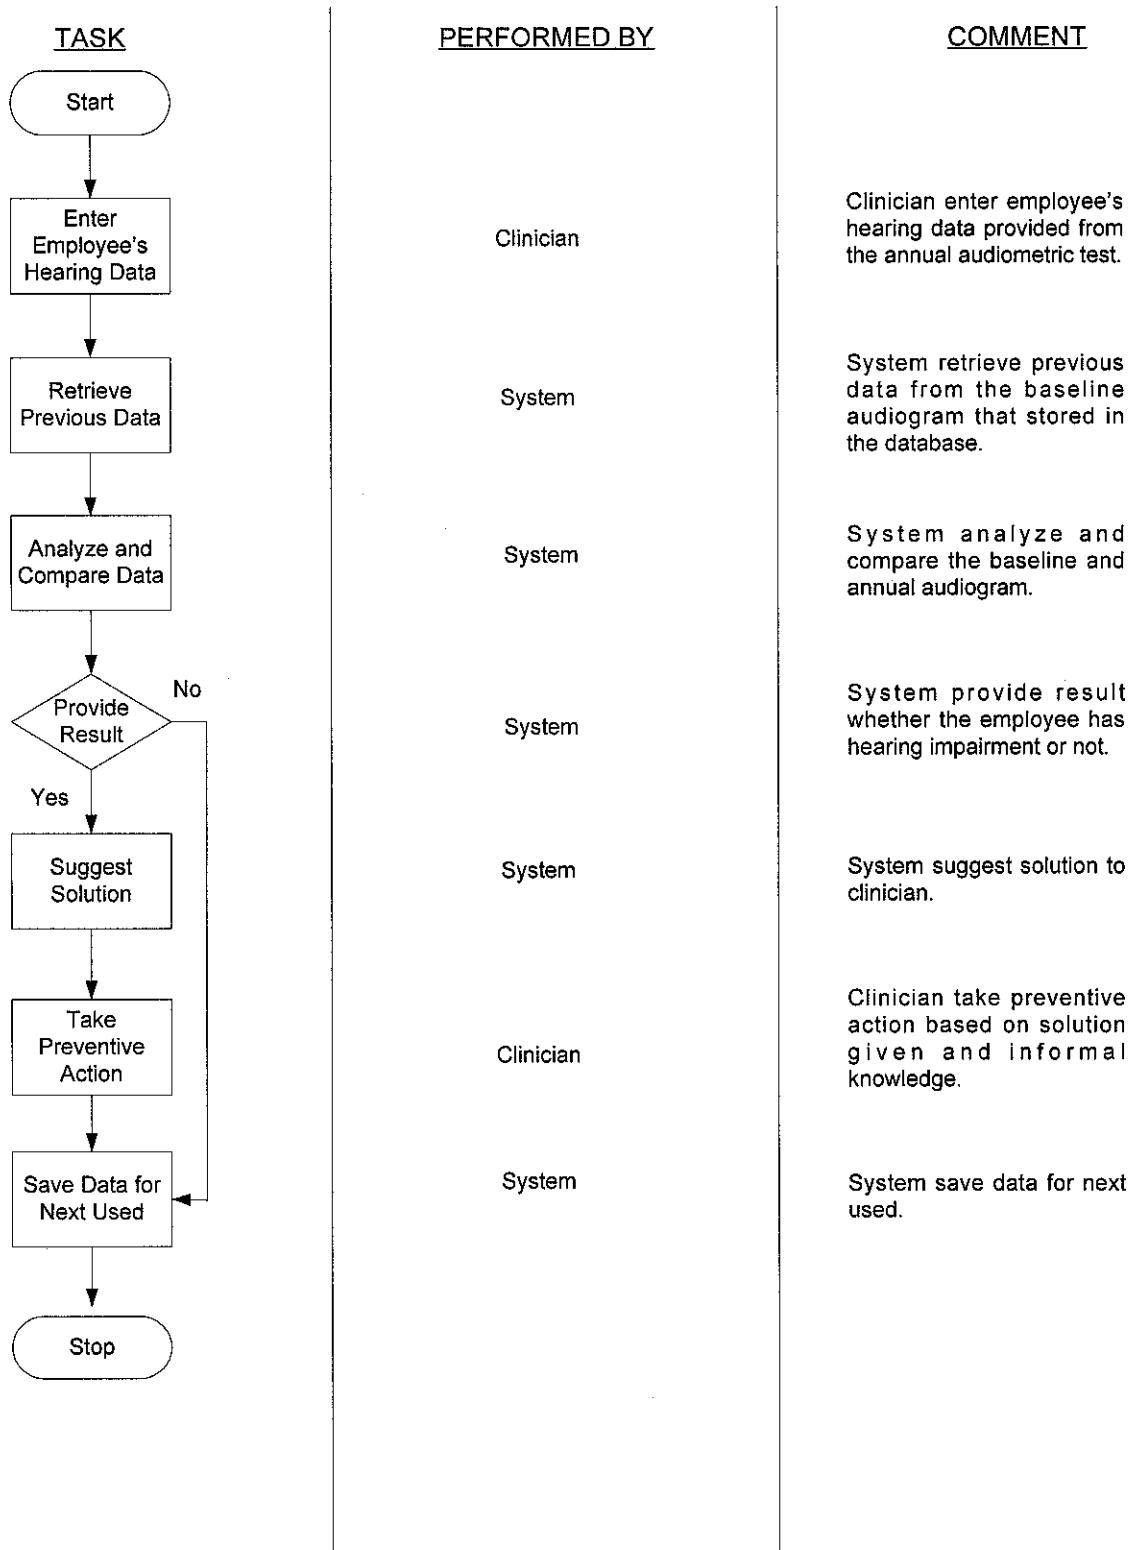 TASK
PERFORMED BY
COMMENT
Start
Enter
Employee's
Hearing Data
Clinician
Clinician enter employee's
hearing data provided from
the annual audiometric test.
Retrieve
Previous Data
System
System retrieve previous
data from the baseline
audiogram that stored in
the database.
Analyze and
Compare Data
System
System analyze and
compare the baseline and
annual audiogram.
Provide
Result
No
Yes
System
System provide result
whether the employee has
hearing impairment or not.
Suggest
Solution
System
System suggest solution to
clinician.
Take
Preventive
Action
Clinician
Clinician take preventive
action based on solution
given and informal
knowledge.
Save Data for
Next Used
System
System save data for next
used.
Stop